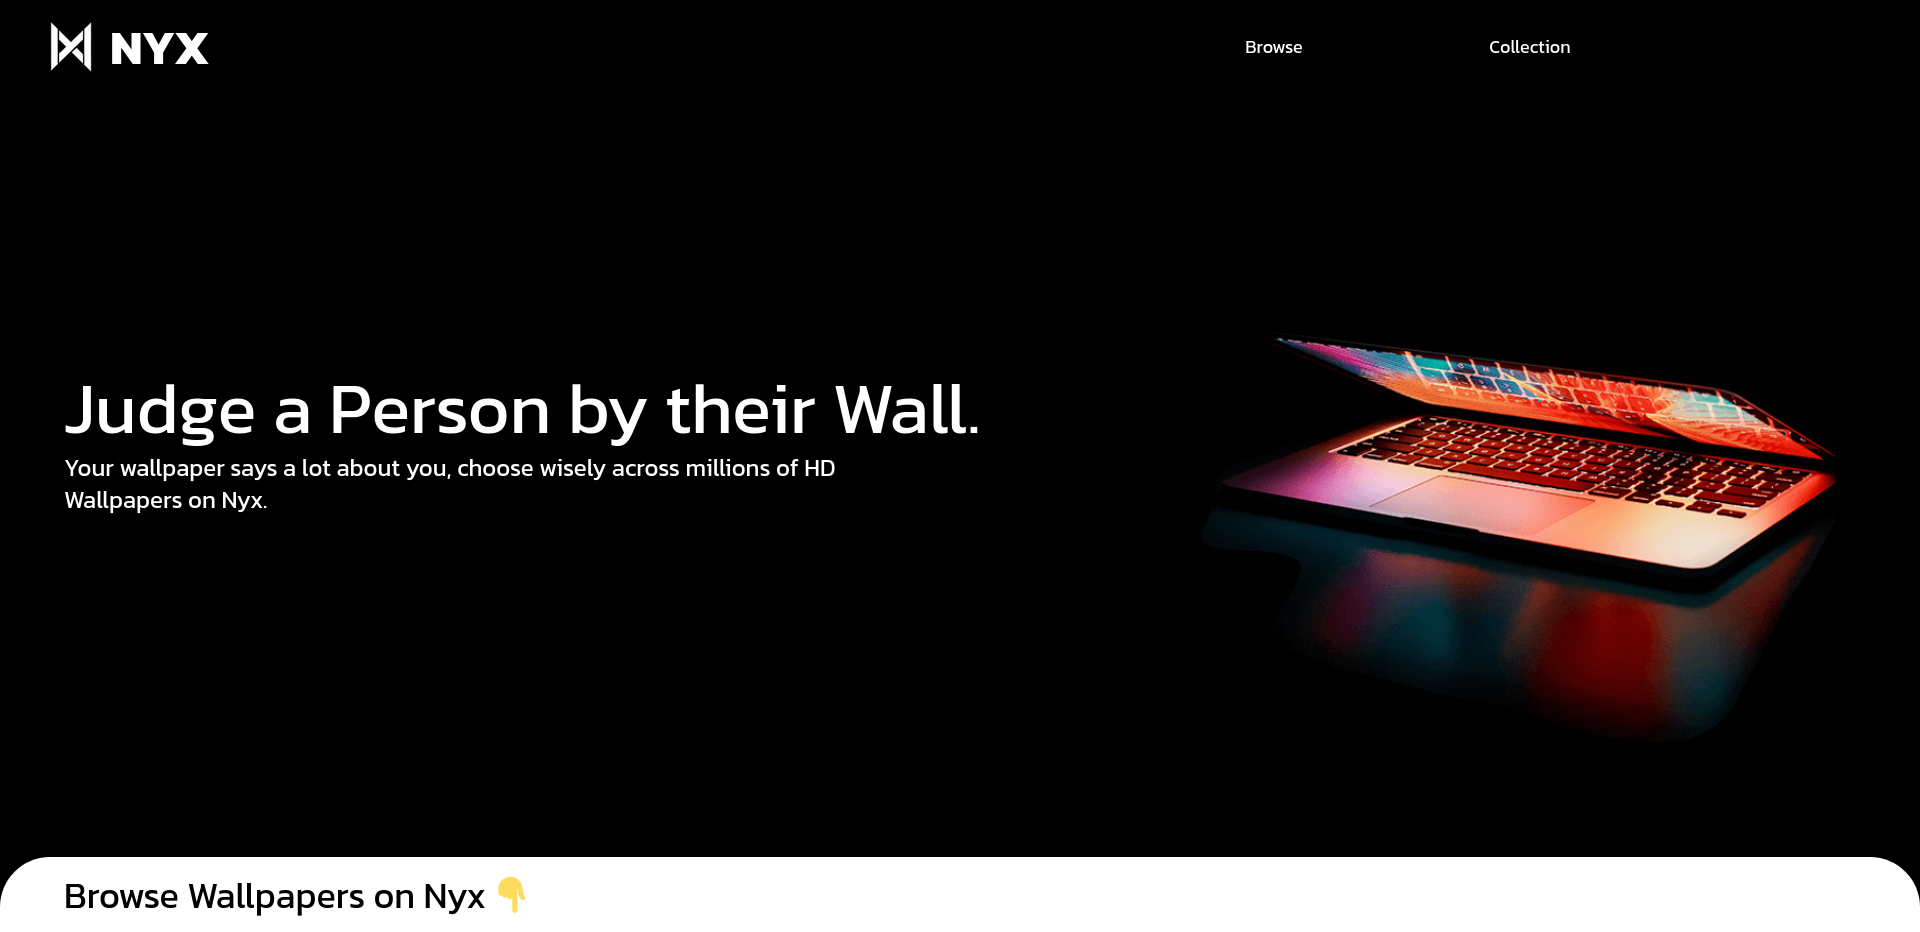 NYX
Browse
Collection
Judge a Person by their Wall.
Your wallpaper says a lot about you, choose wisely across millions of HD
Wallpapers on Nyx.
Browse Wallpapers on Nyx 👇